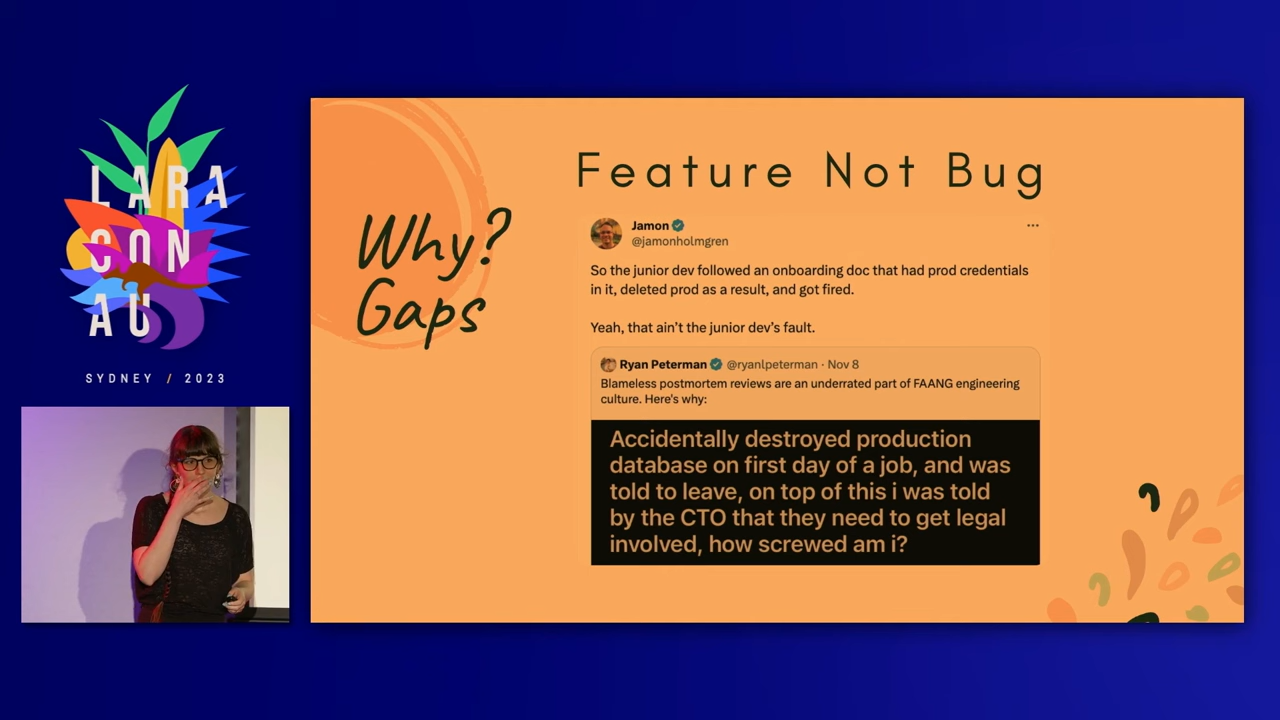 LARA
CON
AU
SYDNEY / 2023
Feature Not Bug
Why?
Gaps
Jamon
@jamonholmgren
So the junior dev followed an onboarding doc that had prod credentials
in it, deleted prod as a result, and got fired.
Yeah, that ain’t the junior dev’s fault.
Ryan Peterman @ryanlpeterman · Nov 8
Blameless postmortem reviews are an underrated part of FAANG engineering
culture. Here's why:
Accidentally destroyed production
database on first day of a job, and was
told to leave, on top of this i was told
by the CTO that they need to get legal
involved, how screwed am i?